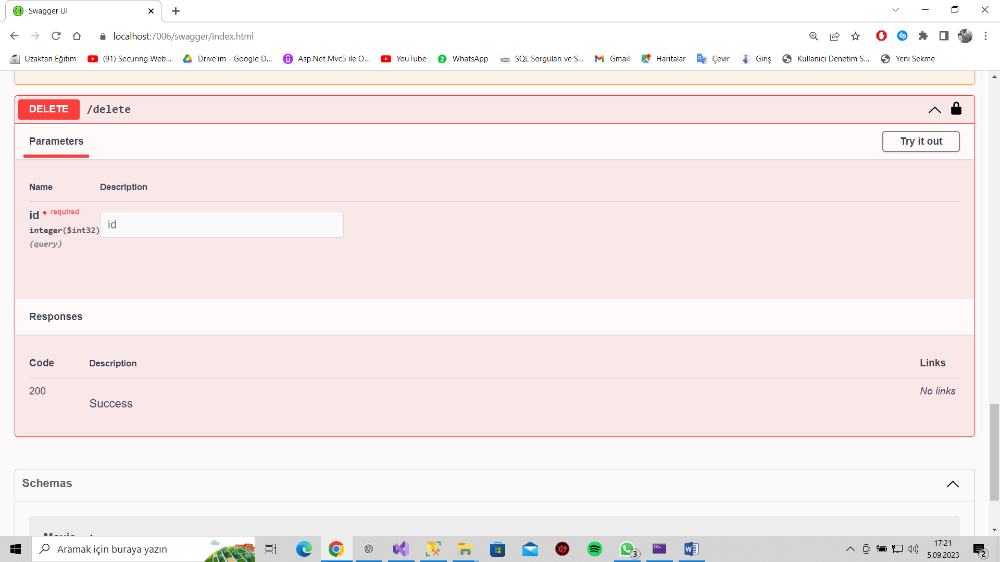 Swagger UI
localhost:7006/swagger/index.html
Uzaktan Eğitim
(91) Securing Web...
Drive'ım - Google D...
Asp.Net Mvc5 ile O...
YouTube
WhatsApp
SQL Sorguları ve S...
Gmail
Haritalar
Çevir
Giriş
Kullanıcı Denetim S...
Yeni Sekme
DELETE /delete
Parameters
Try it out
Name Description
id * required
integer($int32)
(query)
id
Responses
Code Description Links
200 No links
Success
Schemas
Movie
Aramak için buraya yazın
3
17:21
5.09.2023
2